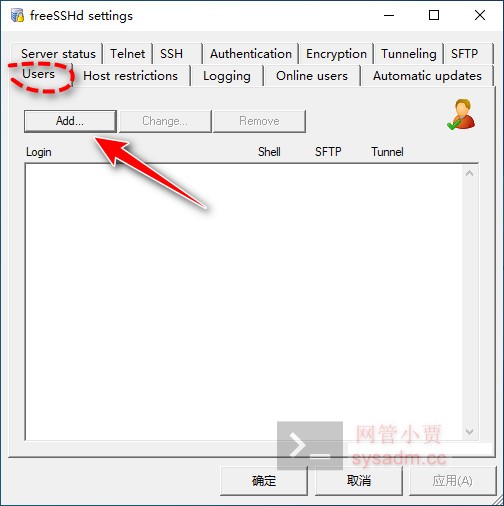 freeSSHd settings
Server status Telnet SSH Authentication Encryption Tunneling SFTP
Users Host restrictions Logging Online users Automatic updates
Add... Change... Remove
Login Shell SFTP Tunnel
网管小贾
sysadm.cc
确定 取消 应用(A)